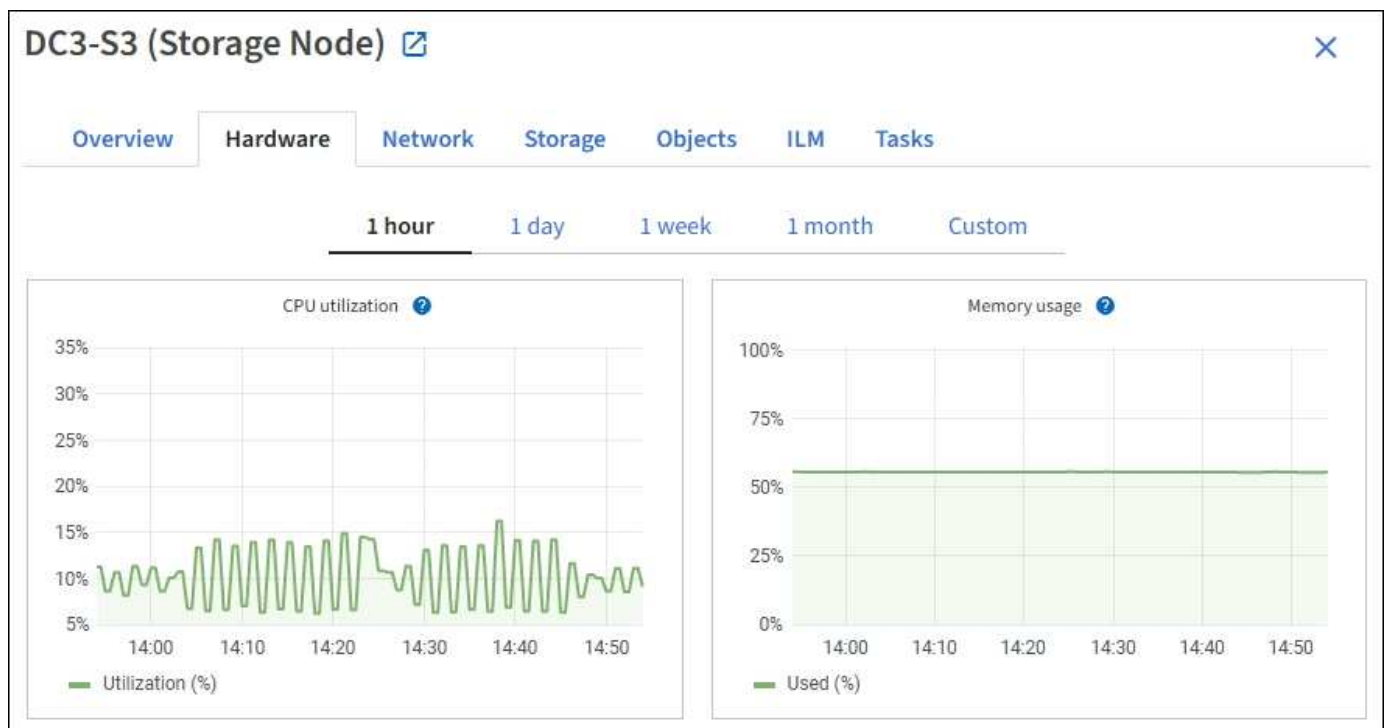 DC3-S3 (Storage Node)
Overview Hardware Network Storage Objects ILM Tasks
1 hour 1 day 1 week 1 month Custom
CPU utilization ?
35%
30%
25%
20%
15%
10%
5%
14:00 14:10 14:20 14:30 14:40 14:50
Utilization (%)
Memory usage ?
100%
75%
50%
25%
0%
14:00 14:10 14:20 14:30 14:40 14:50
Used (%)